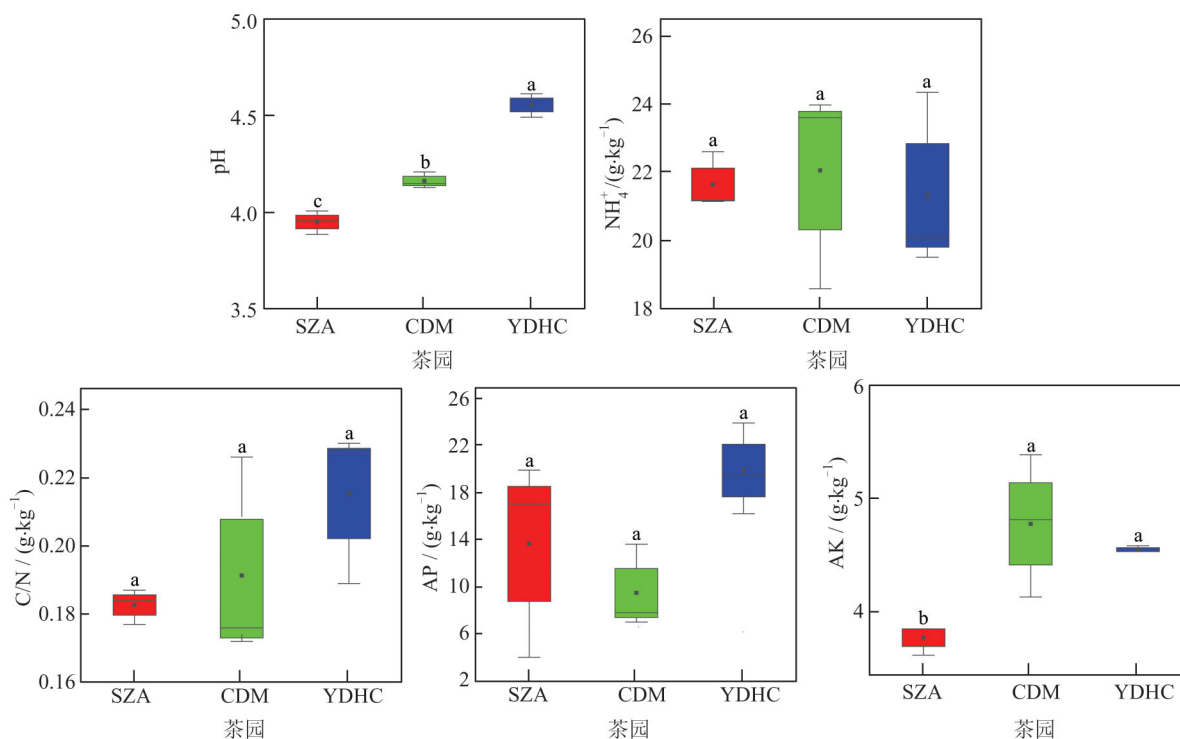 5.0
4.5
4.0
3.5
pH
c
b
a
SZA
CDM
YDHC
茶园
26
24
22
20
18
NH₄⁺/(g·kg⁻¹)
a
a
a
SZA
CDM
YDHC
茶园
0.24
0.22
0.20
0.18
0.16
C/N / (g·kg⁻¹)
a
a
a
SZA
CDM
YDHC
茶园
26
22
18
14
10
6
2
AP / (g·kg⁻¹)
a
a
a
SZA
CDM
YDHC
茶园
6
5
4
AK / (g·kg⁻¹)
b
a
a
SZA
CDM
YDHC
茶园